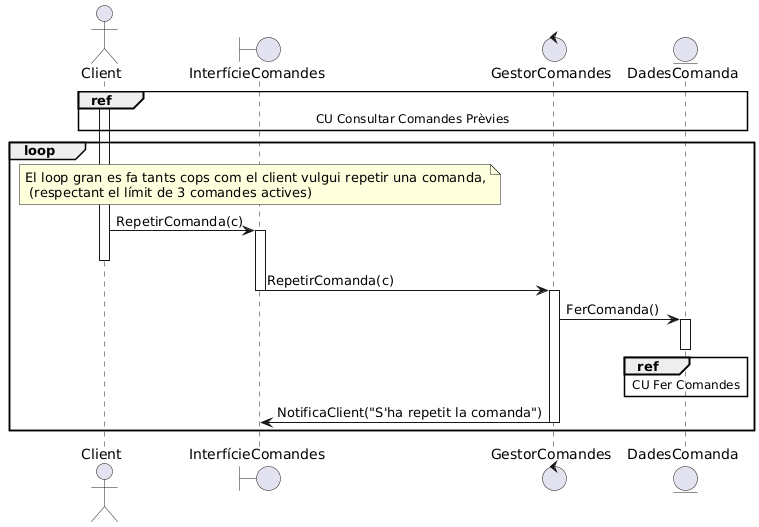 Client
InterfícieComandes
GestorComandes
DadesComanda
ref
CU Consultar Comandes Prèvies
loop
El loop gran es fa tants cops com el client vulgui repetir una comanda,
(respectant el límit de 3 comandes actives)
RepetirComanda(c)
RepetirComanda(c)
FerComanda()
ref
CU Fer Comandes
NotificaClient("S'ha repetit la comanda")
Client
InterfícieComandes
GestorComandes
DadesComanda